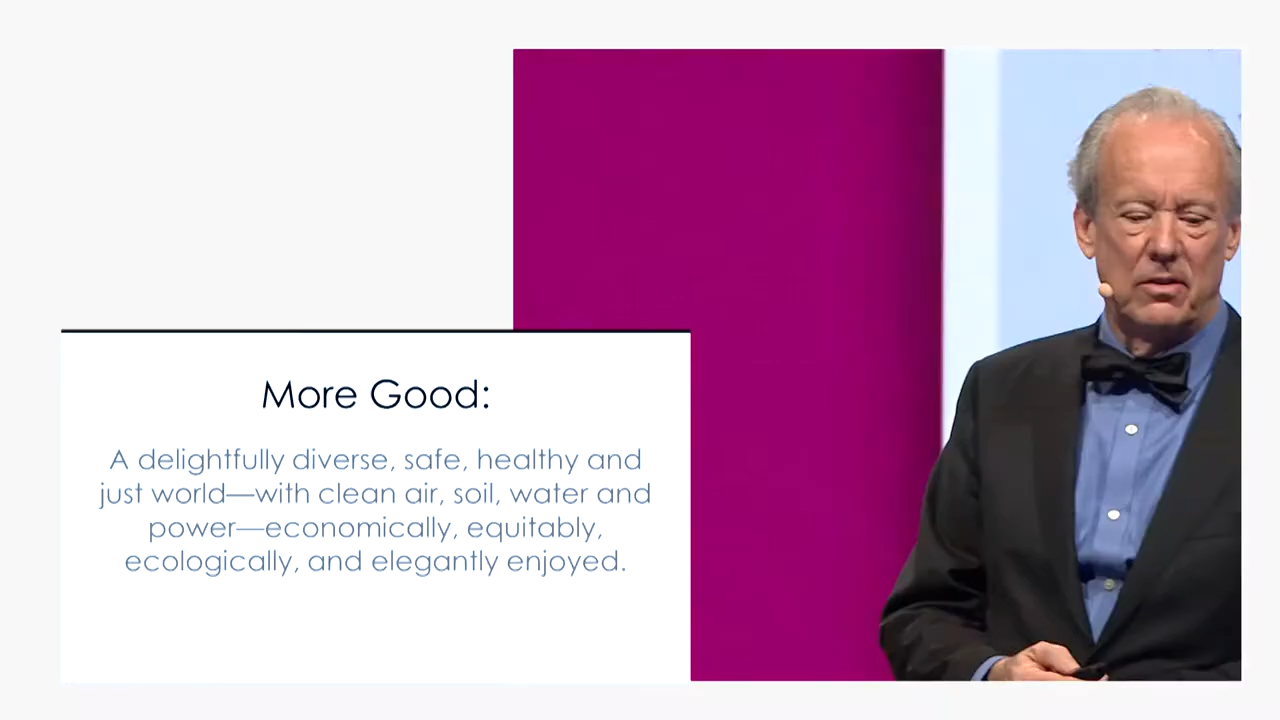 More Good:
A delightfully diverse, safe, healthy and
just world—with clean air, soil, water and
power—economically, equitably,
ecologically, and elegantly enjoyed.